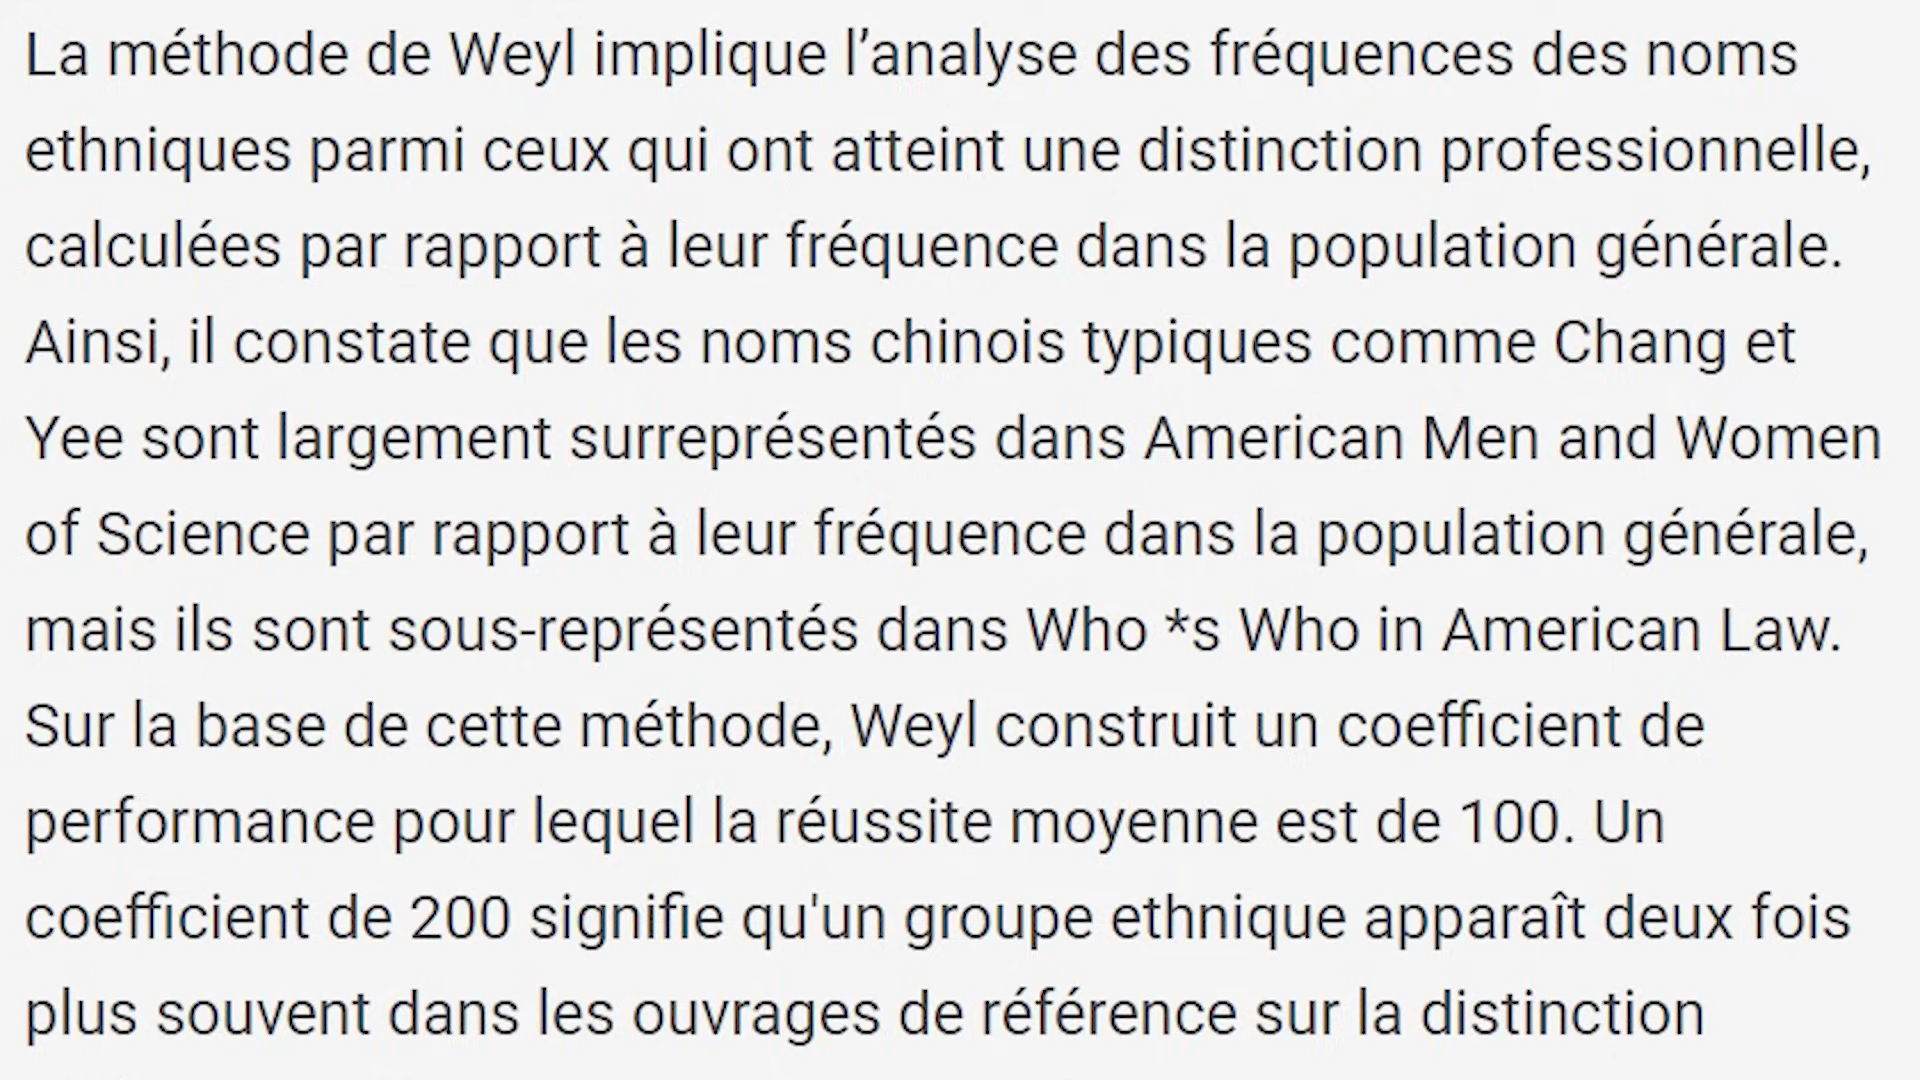 La méthode de Weyl implique l’analyse des fréquences des noms
ethniques parmi ceux qui ont atteint une distinction professionnelle,
calculées par rapport à leur fréquence dans la population générale.
Ainsi, il constate que les noms chinois typiques comme Chang et
Yee sont largement surreprésentés dans American Men and Women
of Science par rapport à leur fréquence dans la population générale,
mais ils sont sous-représentés dans Who *s Who in American Law.
Sur la base de cette méthode, Weyl construit un coefficient de
performance pour lequel la réussite moyenne est de 100. Un
coefficient de 200 signifie qu'un groupe ethnique apparaît deux fois
plus souvent dans les ouvrages de référence sur la distinction